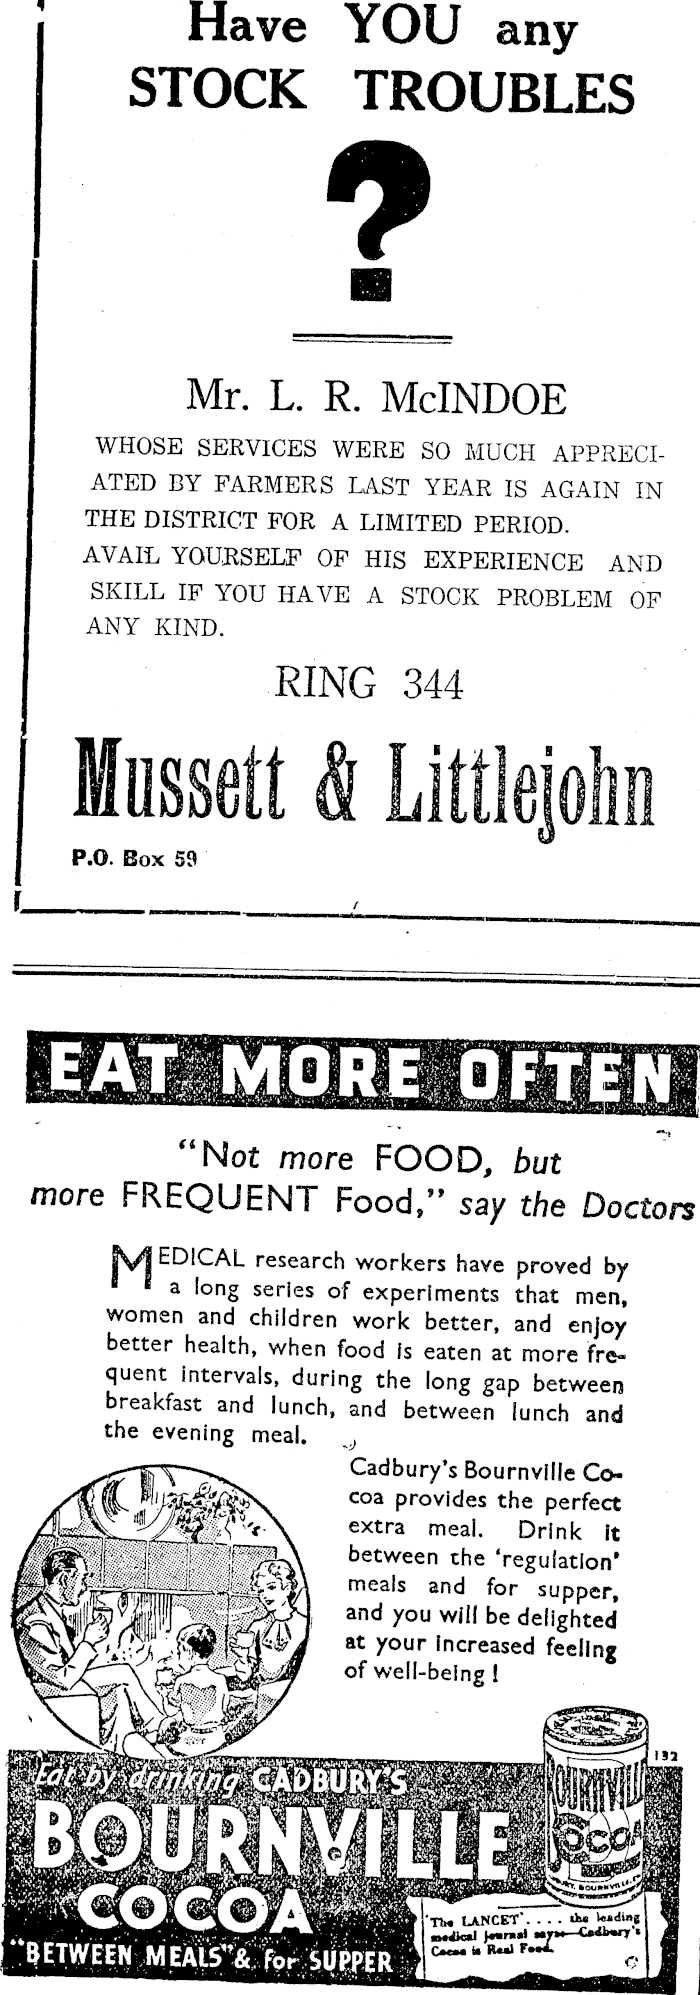 Have YOU any
STOCK TROUBLES
?
Mr. L. R. McINDOE
WHOSE SERVICES WERE SO MUCH APPRECI-
ATED BY FARMERS LAST YEAR IS AGAIN IN
THE DISTRICT FOR A LIMITED PERIOD.
AVAIL YOURSELF OF HIS EXPERIENCE AND
SKILL IF YOU HAVE A STOCK PROBLEM OF
ANY KIND.
RING 344
Mussett & Littlejohn
P.O. Box 59
EAT MORE OFTEN
"Not more FOOD, but
more FREQUENT Food," say the Doctors
MEDICAL research workers have proved by
a long series of experiments that men,
women and children work better, and enjoy
better health, when food is eaten at more fre-
quent intervals, during the long gap between
breakfast and lunch, and between lunch and
the evening meal.
Cadbury's Bournville Co-
coa provides the perfect
extra meal. Drink it
between the 'regulation'
meals and for supper,
and you will be delighted
at your increased feeling
of well-being !
132
Eat by drinking CADBURY'S
BOURNVILLE
COCOA
"BETWEEN MEALS" & for SUPPER
BOURNVILLE
COCOA
BOURNVILLE
'The LANCET' . . . . the leading
medical journal says—Cadbury's
Cocoa is Real Food.